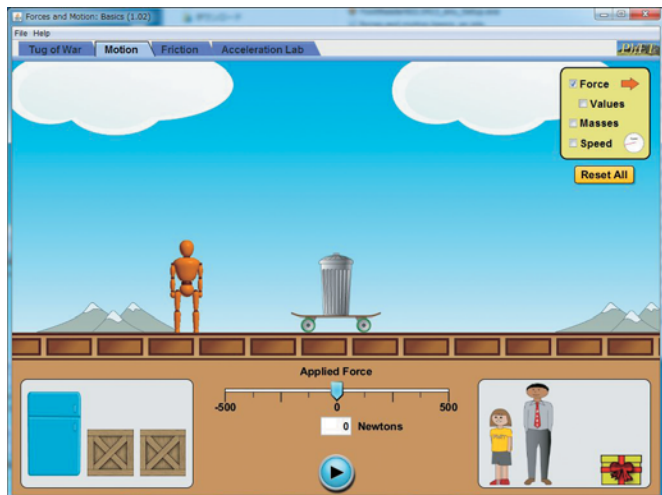 Forces and Motion: Basics (1.02)
File Help
Tug of War Motion Friction Acceleration Lab
PhET
Force
Values
Masses
Speed
Reset All
Applied Force
-500 0 500
0 Newtons